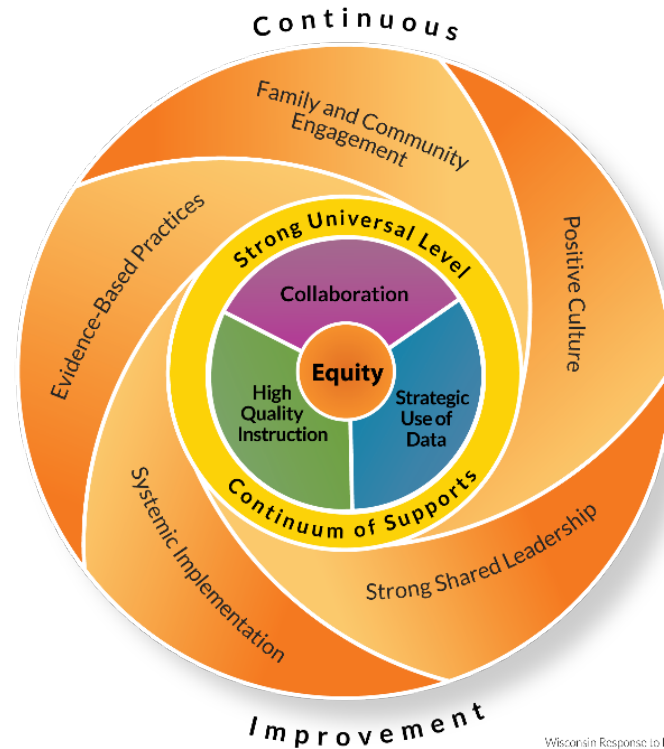 Continuous
Family and Community
Engagement
Positive Culture
Evidence-Based Practices
Strong Universal Level
Collaboration
Equity
High
Quality
Instruction
Strategic
Use of
Data
Continuum of Supports
Systemic Implementation
Strong Shared Leadership
Improvement
Wisconsin Response to